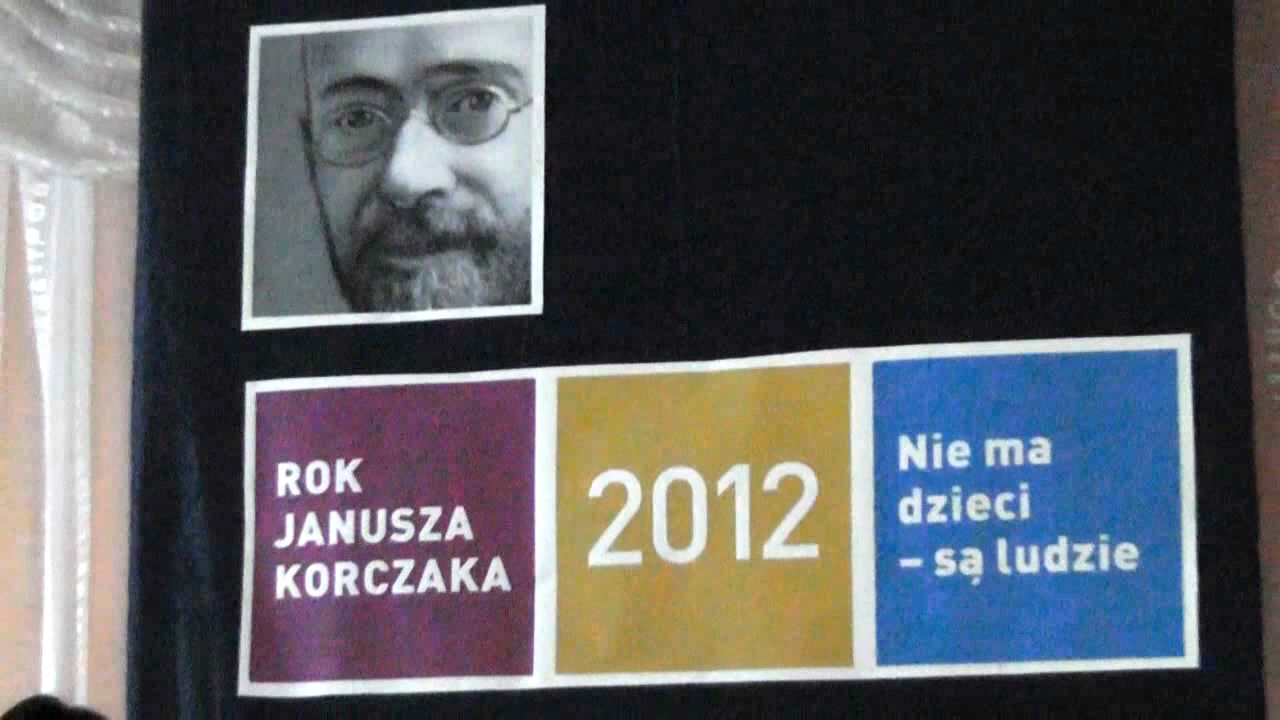 ROK
JANUSZA
KORCZAKA
2012
Nie ma
dzieci
– są ludzie